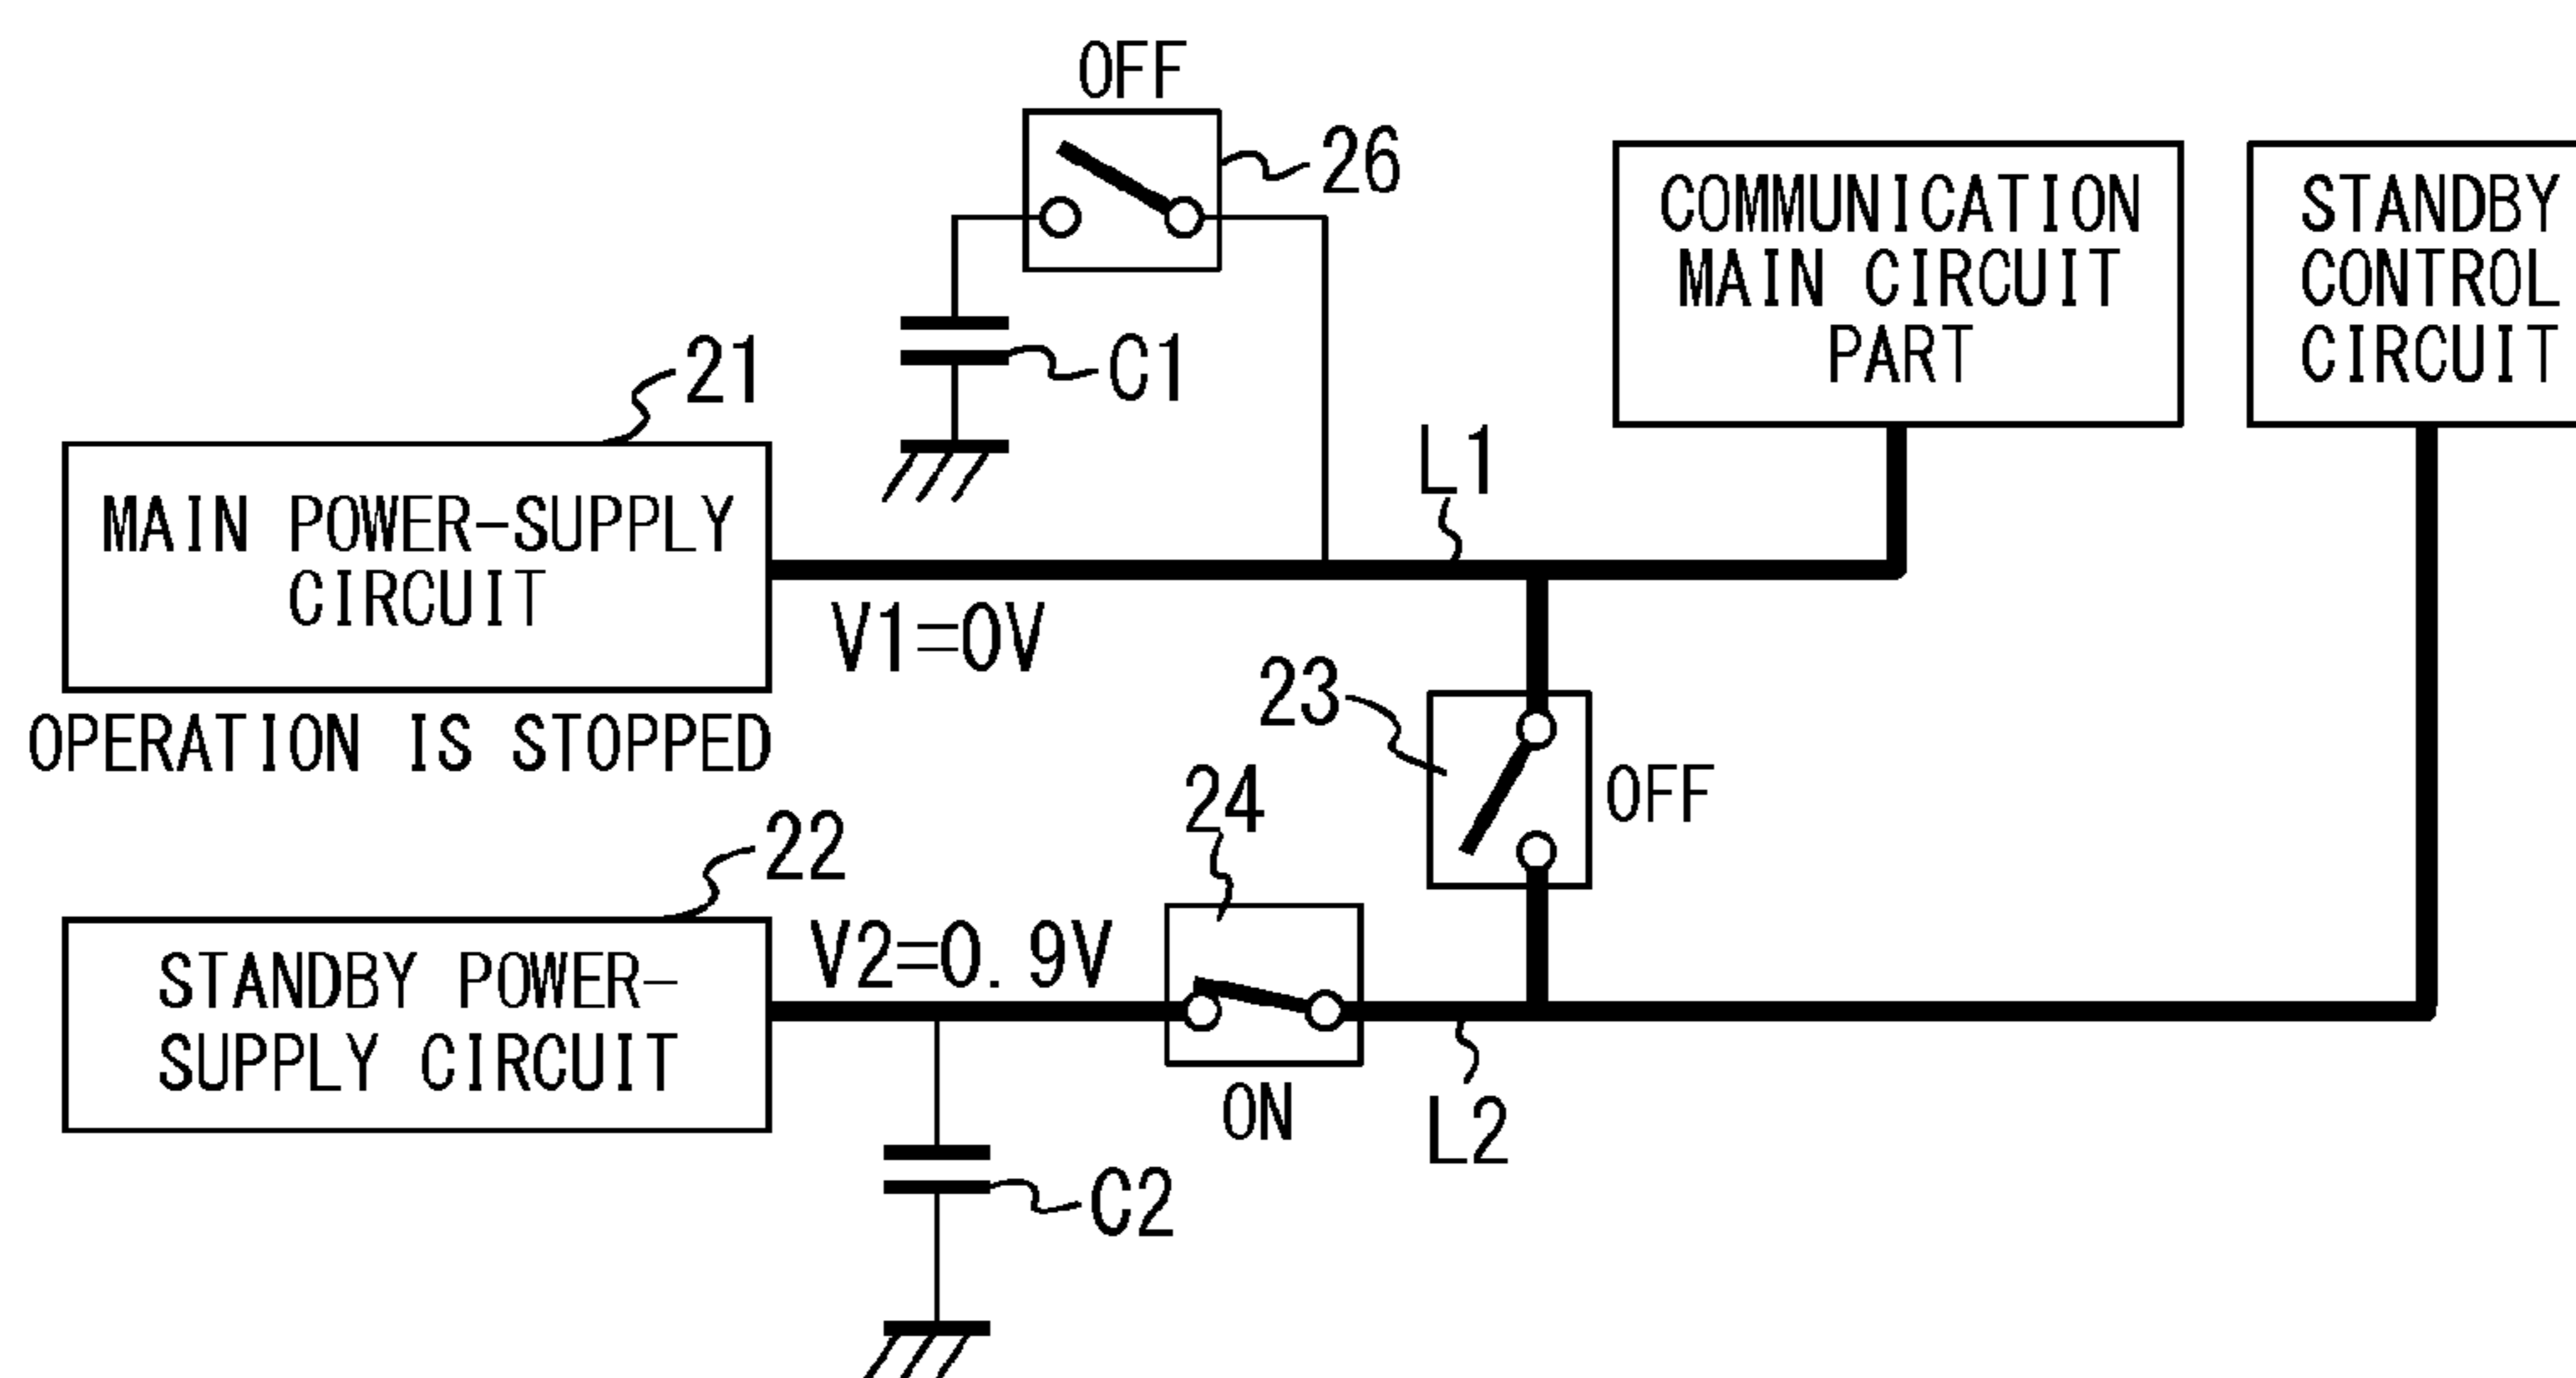 OFF
26
COMMUNICATION
MAIN CIRCUIT
PART
STANDBY
CONTROL
CIRCUIT
C1
21
L1
MAIN POWER-SUPPLY
CIRCUIT
V1=0V
23
OPERATION IS STOPPED
24
OFF
22
V2=0.9V
STANDBY POWER-
SUPPLY CIRCUIT
ON
L2
C2